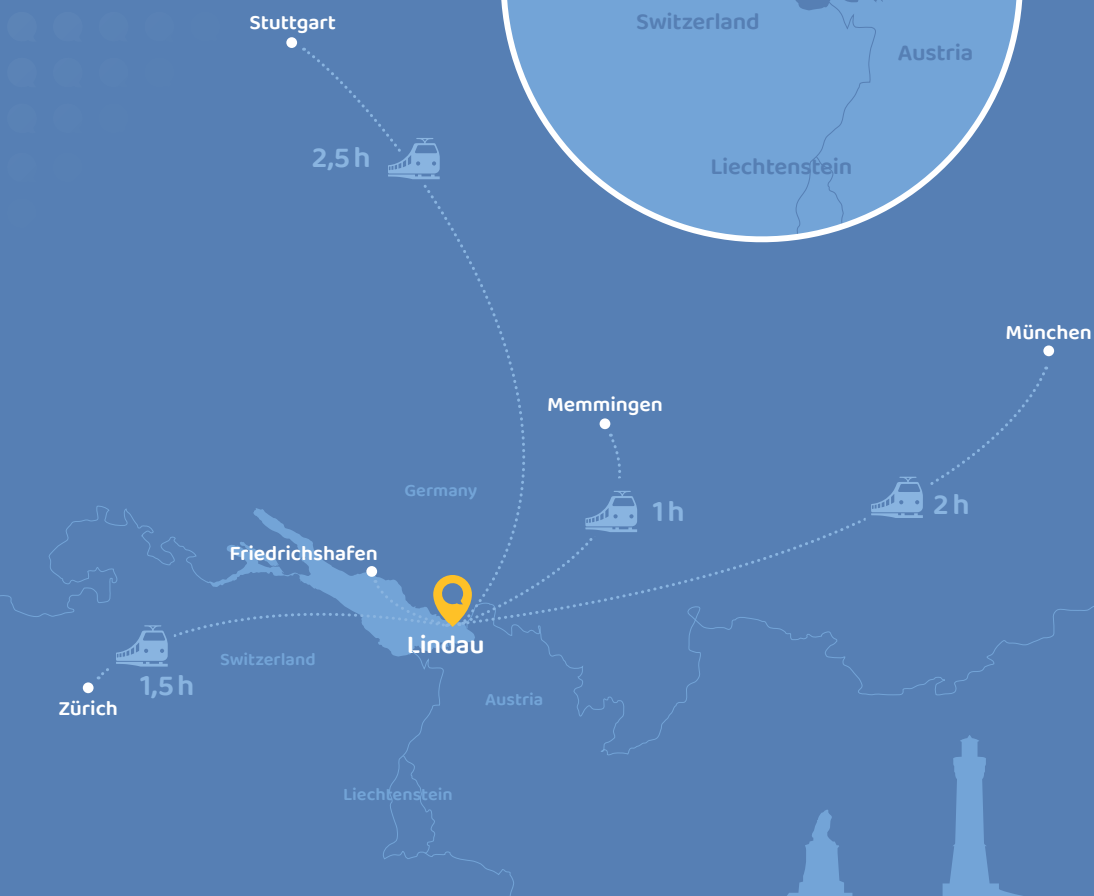 Stuttgart
Switzerland
Austria
2,5 h
Liechtenstein
München
Memmingen
Germany
1 h
2 h
Friedrichshafen
Lindau
Switzerland
1,5 h
Zürich
Austria
Liechtenstein